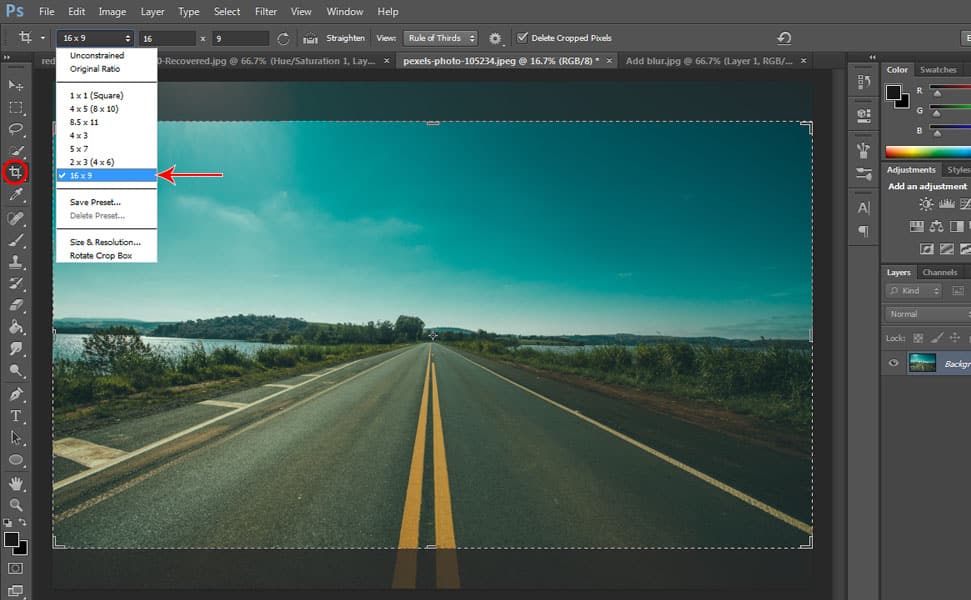 Ps File Edit Image Layer Type Select Filter View Window Help
16 x 9 16 x 9 Straighten View: Rule of Thirds Delete Cropped Pixels
red 0-Recovered.jpg @ 66.7% (Hue/Saturation 1, Lay... × pexels-photo-105234.jpeg @ 16.7% (RGB/8) * × Add blur.jpg @ 66.7% (Layer 1, RGB/... ×
Unconstrained
Original Ratio
1 x 1 (Square)
4 x 5 (8 x 10)
8.5 x 11
4 x 3
5 x 7
2 x 3 (4 x 6)
16 x 9
Save Preset...
Delete Preset...
Size & Resolution...
Rotate Crop Box
T
A
Color Swatches
R
G
B
Adjustments Styles
Add an adjustment
Layers Channels
Kind
Normal
Lock:
Backgr